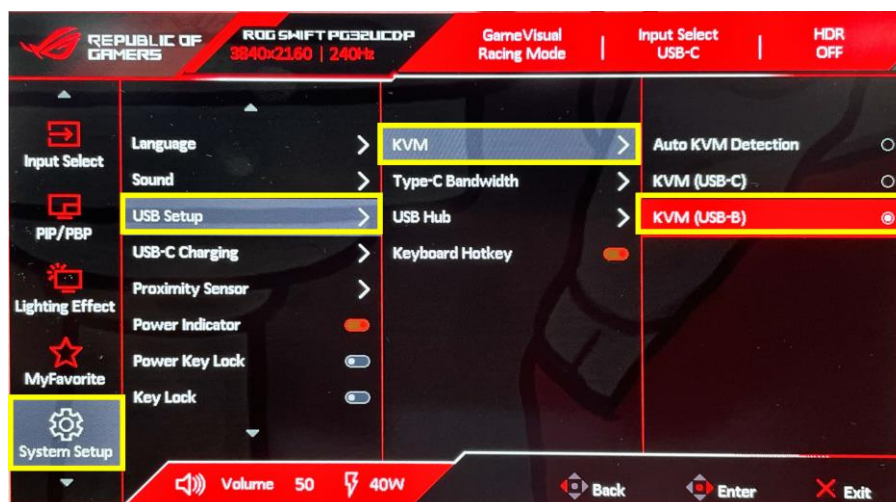 REPUBLIC OF
GAMERS
ROG SWIFT PG32UCDP
3840x2160 | 240Hz
GameVisual
Racing Mode
Input Select
USB-C
HDR
OFF
Input Select
PIP/PBP
Lighting Effect
MyFavorite
System Setup
Language
Sound
USB Setup
USB-C Charging
Proximity Sensor
Power Indicator
Power Key Lock
Key Lock
KVM
Type-C Bandwidth
USB Hub
Keyboard Hotkey
Auto KVM Detection
KVM (USB-C)
KVM (USB-B)
Volume 50 40W
Back
Enter
Exit